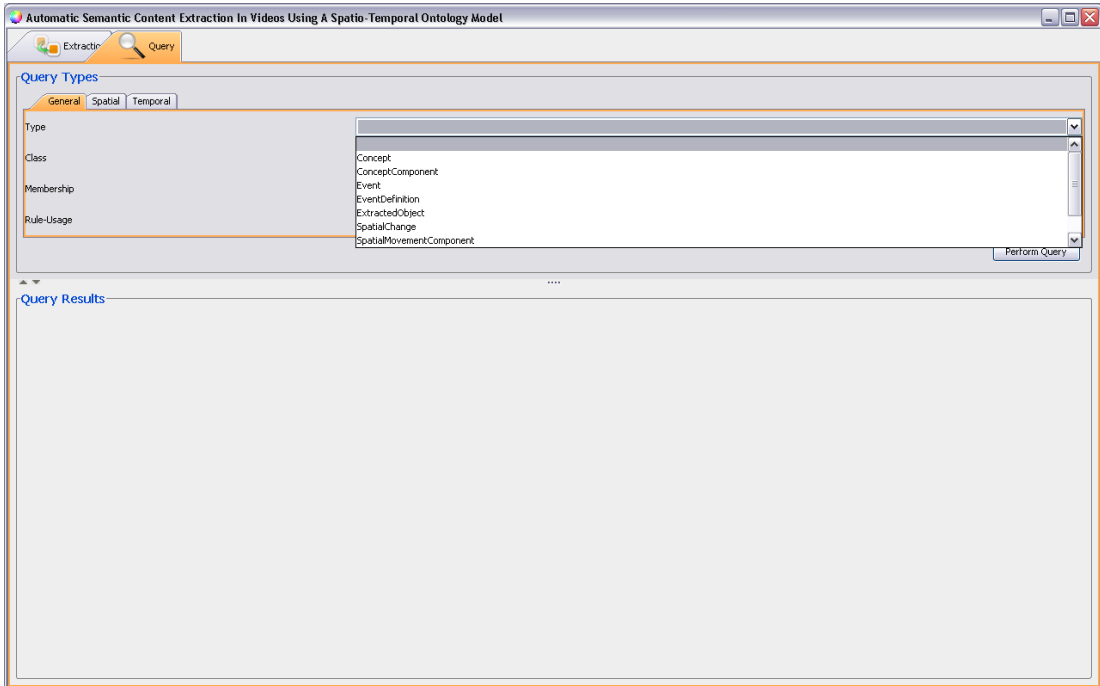 Automatic Semantic Content Extraction In Videos Using A Spatio-Temporal Ontology Model
Extractio Query
Query Types
General Spatial Temporal
Type
Class
Concept
ConceptComponent
Membership
Event
EventDefinition
Rule-Usage
ExtractedObject
SpatialChange
SpatialMovementComponent
Perform Query
Query Results